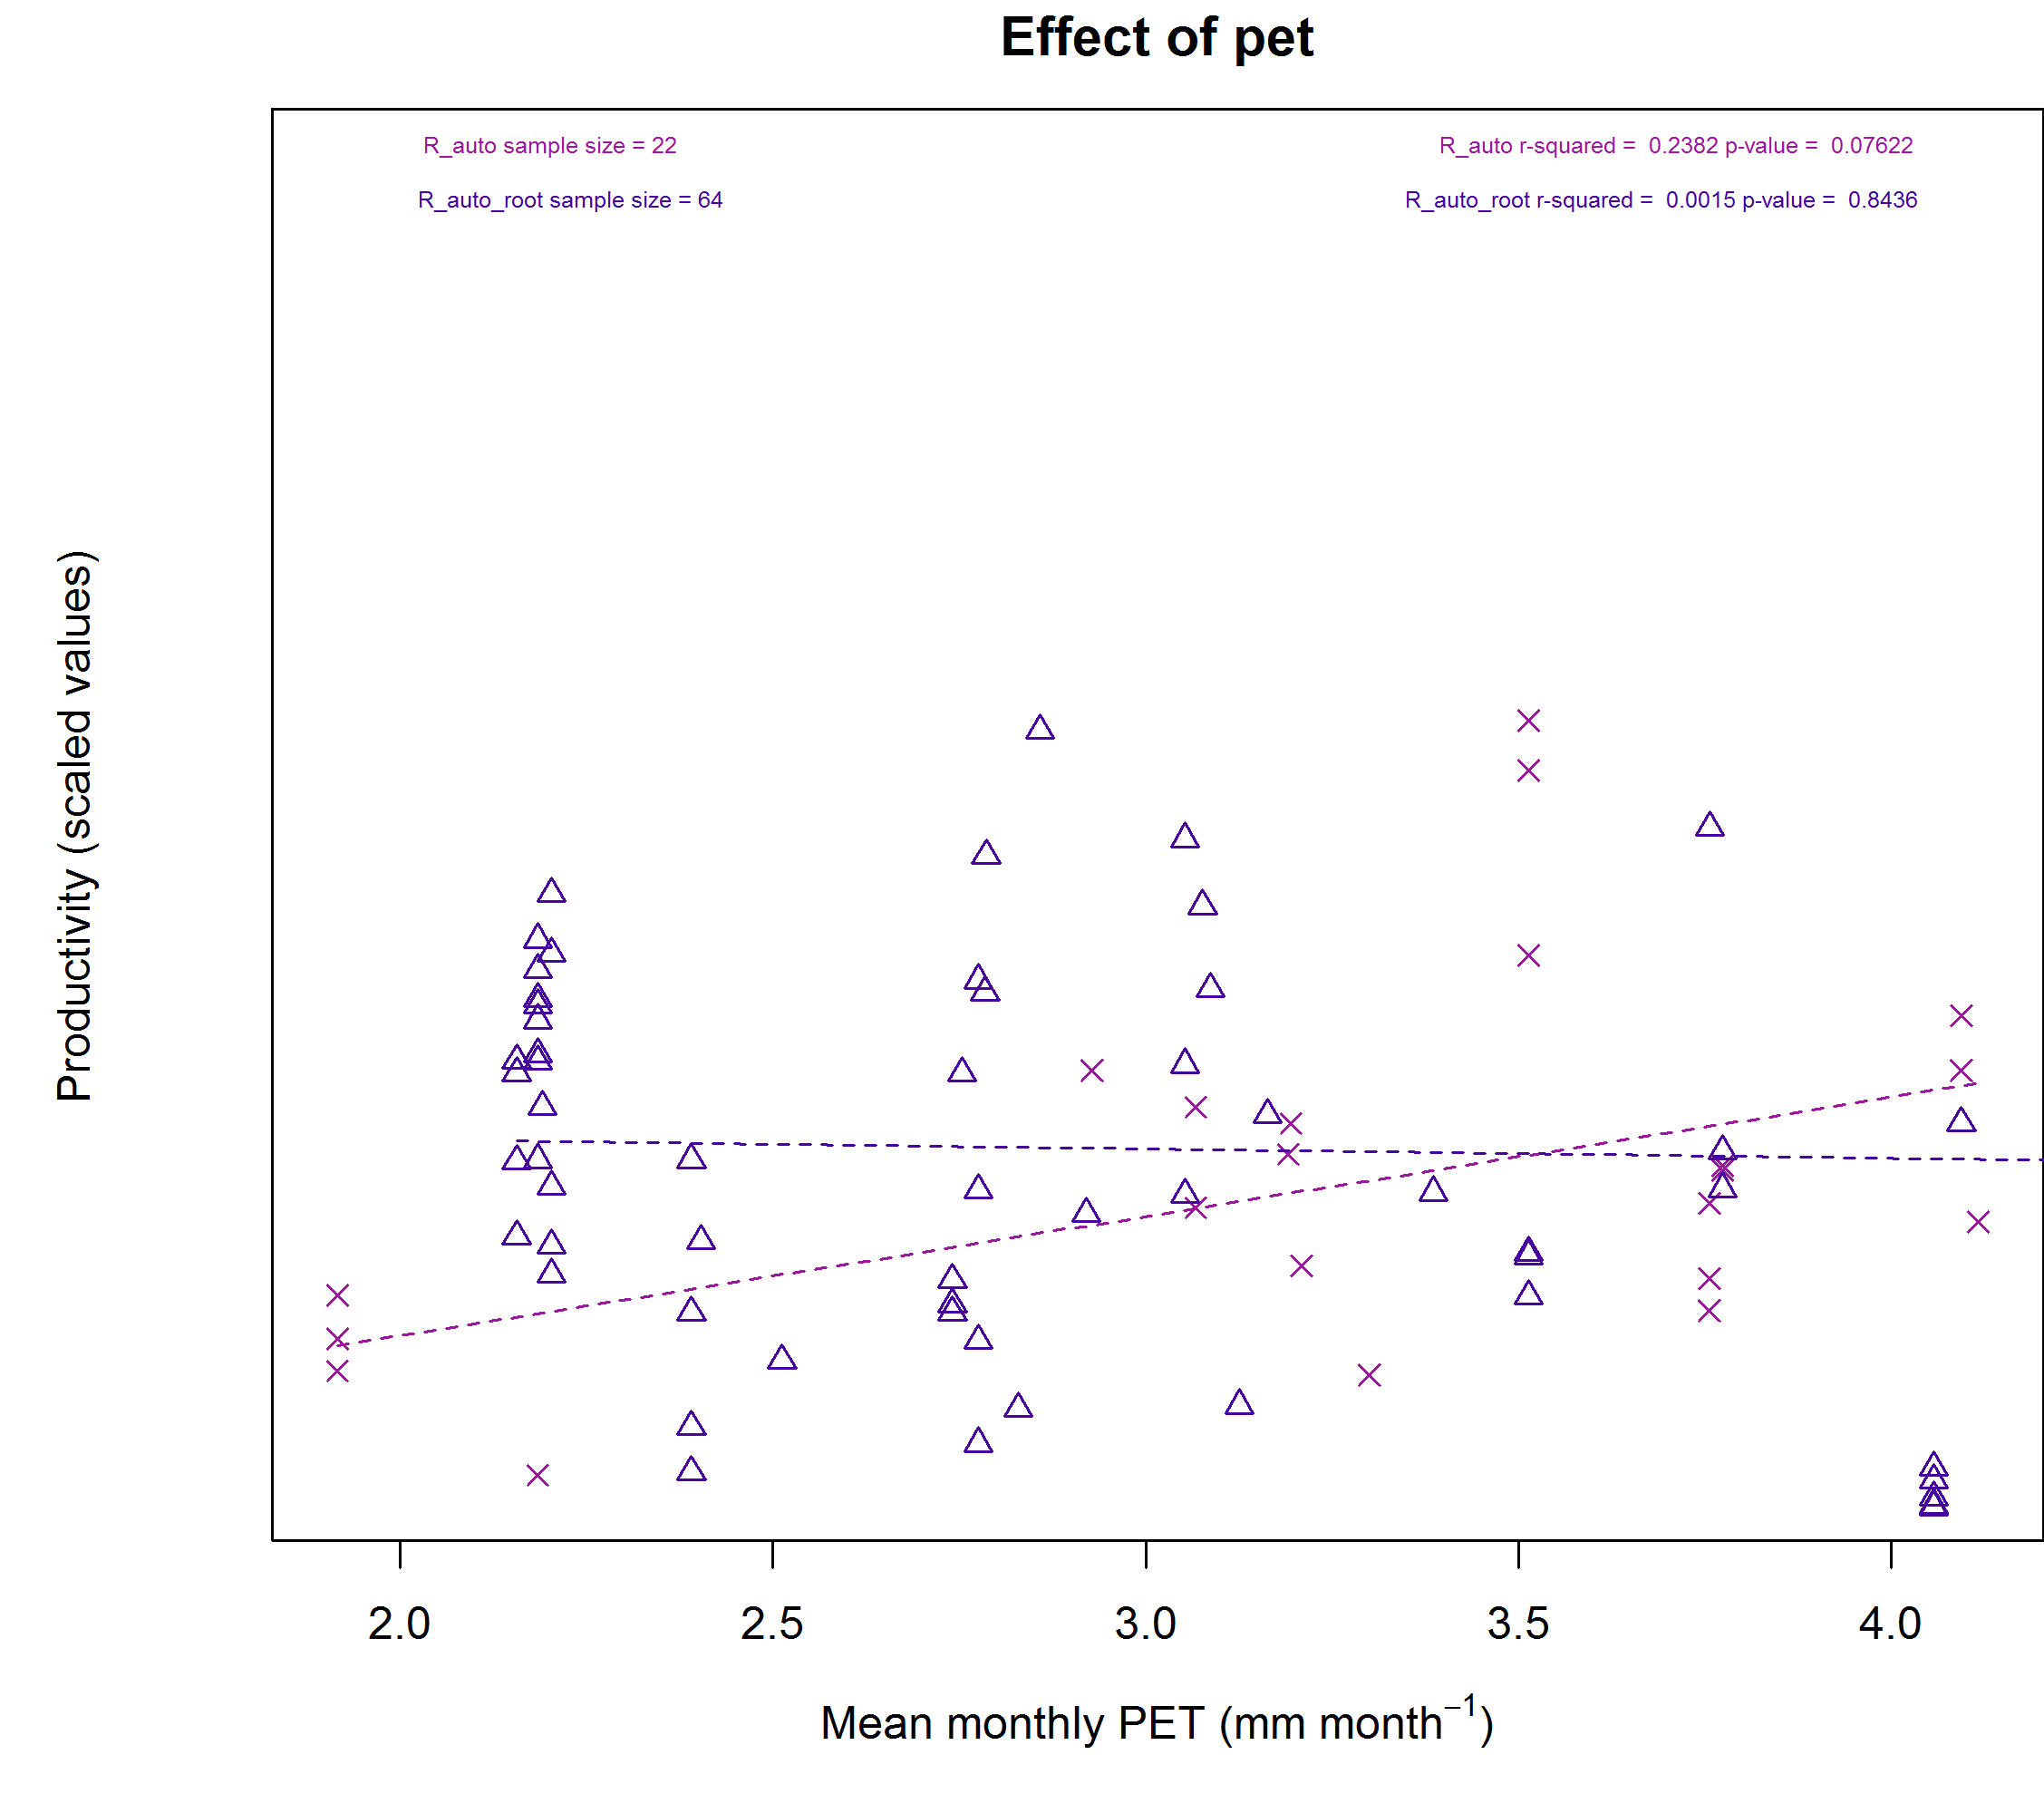 Effect of pet
R_auto sample size = 22
R_auto r-squared =  0.2382 p-value =  0.07622
R_auto_root sample size = 64
R_auto_root r-squared =  0.0015 p-value =  0.8436
Productivity (scaled values)
2.0 2.5 3.0 3.5 4.0
Mean monthly PET (mm month⁻¹)